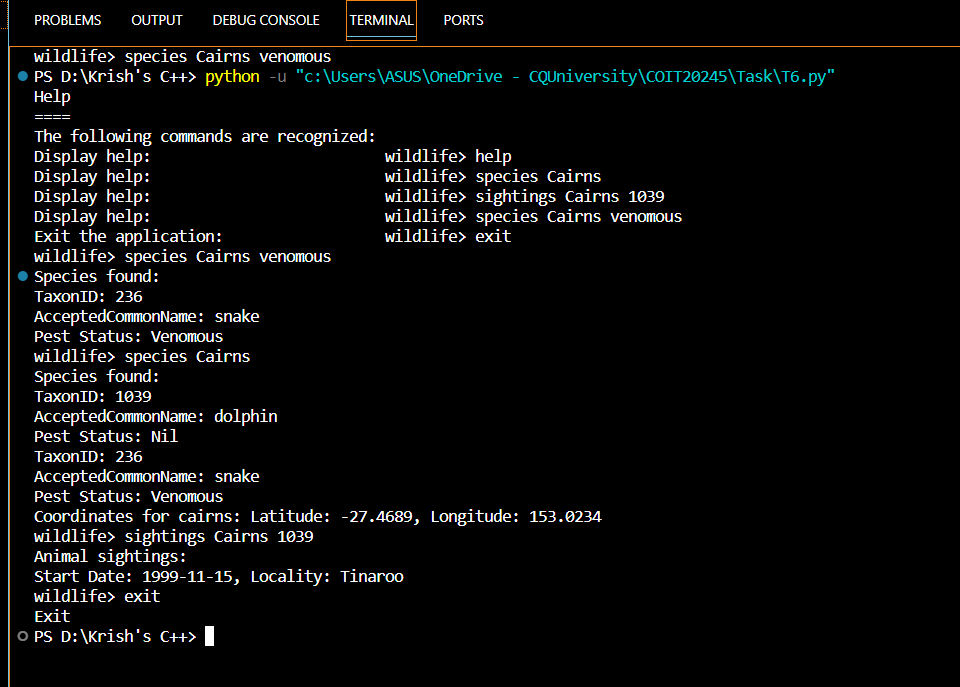 PROBLEMS OUTPUT DEBUG CONSOLE TERMINAL PORTS
wildlife> species Cairns venomous
PS D:\Krish's C++> python -u "c:\Users\ASUS\OneDrive - CQUniversity\COIT20245\Task\T6.py"
Help
====
The following commands are recognized:
Display help: wildlife> help
Display help: wildlife> species Cairns
Display help: wildlife> sightings Cairns 1039
Display help: wildlife> species Cairns venomous
Exit the application: wildlife> exit
wildlife> species Cairns venomous
Species found:
TaxonID: 236
AcceptedCommonName: snake
Pest Status: Venomous
wildlife> species Cairns
Species found:
TaxonID: 1039
AcceptedCommonName: dolphin
Pest Status: Nil
TaxonID: 236
AcceptedCommonName: snake
Pest Status: Venomous
Coordinates for cairns: Latitude: -27.4689, Longitude: 153.0234
wildlife> sightings Cairns 1039
Animal sightings:
Start Date: 1999-11-15, Locality: Tinaroo
wildlife> exit
Exit
PS D:\Krish's C++>